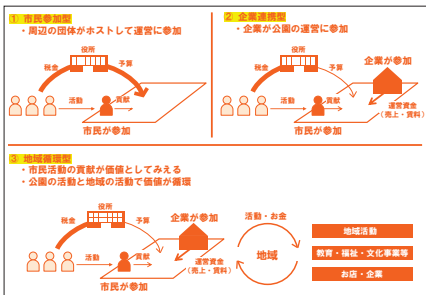 ① 市民参加型
・周辺の団体がホストして運営に参加
役所
税金
予算
活動
貢献
市民が参加
② 企業連携型
・企業が公園の運営に参加
役所
税金
予算
企業が参加
活動
貢献
運営資金
(売上・賃料)
市民が参加
③ 地域循環型
・市民活動の貢献が価値としてみえる
・公園の活動と地域の活動で価値が循環
役所
税金
予算
企業が参加
活動
貢献
運営資金
(売上・賃料)
市民が参加
活動・お金
地域
地域活動
教育・福祉・文化事業等
お店・企業